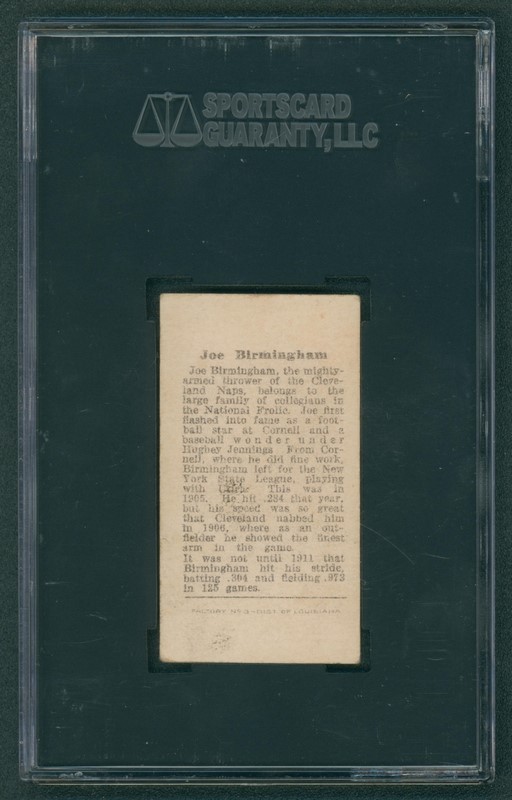 SPORTSCARD
GUARANTY, LLC
Joe Birmingham
Joe Birmingham, the mighty-
armed thrower of the Cleve-
land Naps, belongs to the
large family of collegians in
the National Frolic. Joe first
flashed into fame as a foot-
ball star at Cornell and a
baseball wonder under
Hughey Jennings From Cor-
nell, where he did fine work,
Birmingham left for the New
York State League, playing
with This was in
1905. He hit .284 that year,
but his speed was so great
that Cleveland nabbed him
in 1906, where as an out-
fielder he showed the finest
arm in the game.
It was not until 1911 that
Birmingham hit his stride,
batting .304 and fielding .973
in 125 games.
FACTORY Nº 3-DIST. OF LOUISIANA